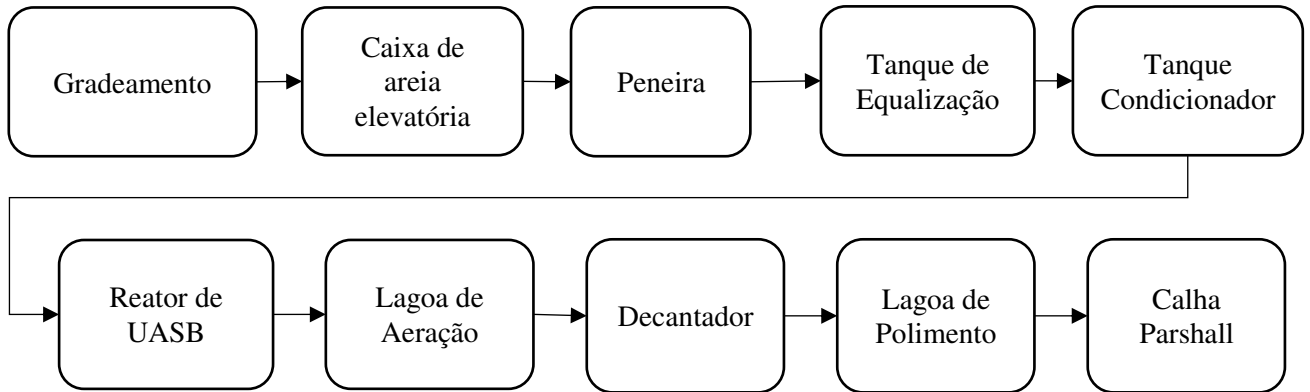 Gradeamento
Caixa de
areia
elevatória
Peneira
Tanque de
Equalização
Tanque
Condicionador
Reator de
UASB
Lagoa de
Aeração
Decantador
Lagoa de
Polimento
Calha
Parshall